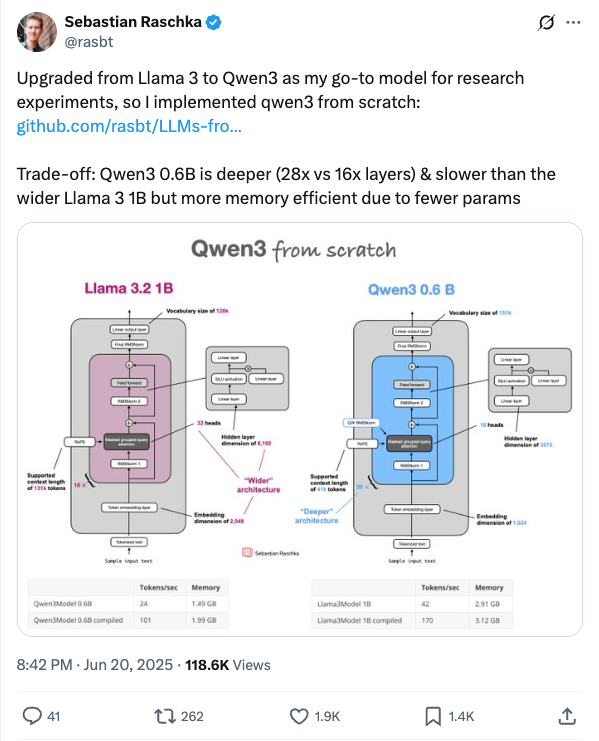 Sebastian Raschka
@rasbt
Upgraded from Llama 3 to Qwen3 as my go-to model for research
experiments, so I implemented qwen3 from scratch:
github.com/rasbt/LLMs-fro...
Trade-off: Qwen3 0.6B is deeper (28x vs 16x layers) & slower than the
wider Llama 3 1B but more memory efficient due to fewer params
Qwen3 from scratch
Llama 3.2 1B
Vocabulary size of 128k
Linear output layer
Final RMSNorm
Feed forward
RMSNorm 2
Masked grouped-query
attention
RoPE
RMSNorm 1
16 ×
Supported
context length
of 131k tokens
Token embedding layer
Embedding
dimension of 2,048
Tokenized text
Sample input text
Linear layer
SiLU activation
Linear layer
Linear layer
32 heads
Hidden layer
dimension of 8,192
"Wider"
architecture
Qwen3 0.6 B
Vocabulary size of 151k
Linear output layer
Final RMSNorm
Feed forward
RMSNorm 2
Q/K RMSNorm
Masked grouped-query
attention
RoPE
RMSNorm 1
28 ×
Supported
context length
of 41k tokens
"Deeper"
architecture
Token embedding layer
Embedding
dimension of 1,024
Tokenized text
Sample input text
Linear layer
SiLU activation
Linear layer
Linear layer
16 heads
Hidden layer
dimension of 3072
Sebastian Raschka
Tokens/sec Memory
Qwen3Model 0.6B 24 1.49 GB
Qwen3Model 0.6B compiled 101 1.99 GB
Tokens/sec Memory
Llama3Model 1B 42 2.91 GB
Llama3Model 1B compiled 170 3.12 GB
8:42 PM · Jun 20, 2025 · 118.6K Views
41 262 1.9K 1.4K